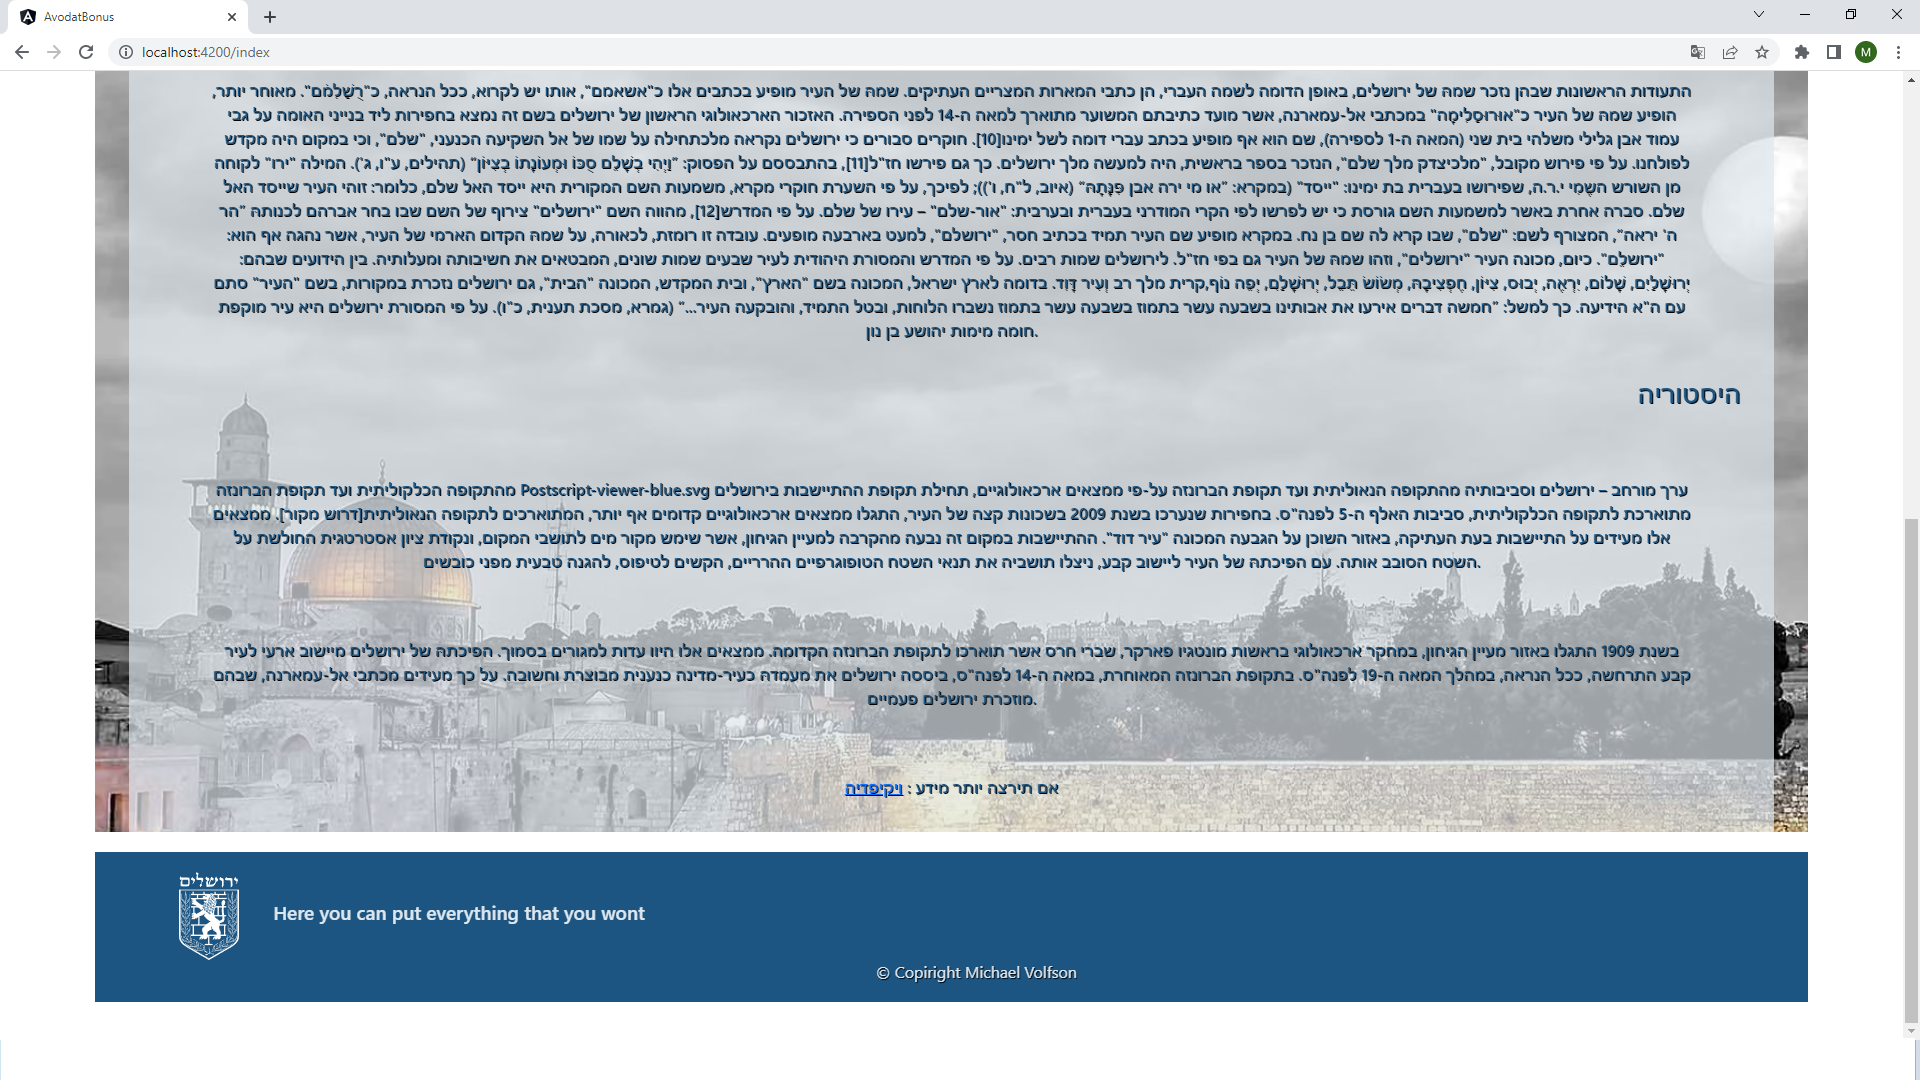 AvodatBonus
localhost:4200/index
M
התעודות הראשונות שבהן נזכר שמה של ירושלים, באופן הדומה לשמה העברי, הן כתבי המארות המצריים העתיקים. שמה של העיר מופיע בכתבים אלו כ"אשאמם", אותו יש לקרוא, ככל הנראה, כ"רֻשַׁלִמֻם". מאוחר יותר,
הופיע שמה של העיר כ"אוּרוּסַלִימָה" במכתבי אל-עמארנה, אשר מועד כתיבתם המשוער מתוארך למאה ה-14 לפני הספירה. האזכור הארכאולוגי הראשון של ירושלים בשם זה נמצא בחפירות ליד בנייני האומה על גבי
עמוד אבן גלילי משלהי בית שני (המאה ה-1 לספירה), שם הוא אף מופיע בכתב עברי דומה לשל ימינו[10]. חוקרים סבורים כי ירושלים נקראה מלכתחילה על שמו של אל השקיעה הכנעני, "שלם", וכי במקום היה מקדש
לפולחנו. על פי פירוש מקובל, "מלכיצדק מלך שלם", הנזכר בספר בראשית, היה למעשה מלך ירושלים. כך גם פירשו חז"ל[11], בהתבססם על הפסוק: "וַיְהִי בְשָׁלֵם סֻכּוֹ וּמְעוֹנָתוֹ בְצִיּוֹן" (תהילים, ע"ו, ג'). המילה "ירו" לקוחה
מן השורש השֵׁמִי י.ר.ה, שפירושו בעברית בת ימינו: "ייסד" (במקרא: "או מי ירה אבן פִּנָּתָהּ" (איוב, ל"ח, ו')); לפיכך, על פי השערת חוקרי מקרא, משמעות השם המקורית היא ייסד האל שלם, כלומר: זוהי העיר שייסד האל
שלם. סברה אחרת באשר למשמעות השם גורסת כי יש לפרשו לפי הקרי המודרני בעברית ובערבית: "אור-שלם" – עירו של שלם. על פי המדרש[12], מהווה השם "ירושלים" צירוף של השם שבו בחר אברהם לכנותה "הר
ה' יראה", המצורף לשם: "שלם", שבו קרא לה שם בן נח. במקרא מופיע שם העיר תמיד בכתיב חסר, "ירושלם", למעט בארבעה מופעים. עובדה זו רומזת, לכאורה, על שמה הקדום הארמי של העיר, אשר נהגה אף הוא:
"ירושלֶם". כיום, מכונה העיר "ירושלים", וזהו שמה של העיר גם בפי חז"ל. לירושלים שמות רבים. על פי המדרש והמסורת היהודית לעיר שבעים שמות שונים, המבטאים את חשיבותה ומעלותיה. בין הידועים שבהם:
יְרוּשָׁלַיִם, שָׁלוֹם, יִרְאֶה, יְבוּס, צִיּוֹן, חֶפְצִיבָהּ, מְשׂוֹשׂ תֵּבֵל, יְרוּשָׁלֵם, יְפֵה נוֹף,קרית מלך רב וְעִיר דָּוִד. בדומה לארץ ישראל, המכונה בשם "הארץ", ובית המקדש, המכונה "הבית", גם ירושלים נזכרת במקורות, בשם "העיר" סתם
עם ה"א הידיעה. כך למשל: "חמשה דברים אירעו את אבותינו בשבעה עשר בתמוז בשבעה עשר בתמוז נשברו הלוחות, ובטל התמיד, והובקעה העיר..." (גמרא, מסכת תענית, כ"ו). על פי המסורת ירושלים היא עיר מוקפת
חומה מימות יהושע בן נון.
היסטוריה
ערך מורחב – ירושלים וסביבותיה מהתקופה הנאוליתית ועד תקופת הברונזה על-פי ממצאים ארכאולוגיים, תחילת תקופת ההתיישבות בירושלים Postscript-viewer-blue.svg מהתקופה הכלקוליתית ועד תקופת הברונזה
מתוארכת לתקופה הכלקוליתית, סביבות האלף ה-5 לפנה"ס. בחפירות שנערכו בשנת 2009 בשכונות קצה של העיר, התגלו ממצאים ארכאולוגיים קדומים אף יותר, המתוארכים לתקופה הנאוליתית[דרוש מקור]. ממצאים
אלו מעידים על התיישבות בעת העתיקה, באזור השוכן על הגבעה המכונה "עיר דוד". ההתיישבות במקום זה נבעה מהקרבה למעיין הגיחון, אשר שימש מקור מים לתושבי המקום, ונקודת ציון אסטרטגית החולשת על
השטח הסובב אותה. עם הפיכתה של העיר ליישוב קבע, ניצלו תושביה את תנאי השטח הטופוגרפיים ההרריים, הקשים לטיפוס, להגנה טבעית מפני כובשים.
בשנת 1909 התגלו באזור מעיין הגיחון, במחקר ארכאולוגי בראשות מונטגיו פארקר, שברי חרס אשר תוארכו לתקופת הברונזה הקדומה. ממצאים אלו היוו עדות למגורים בסמוך. הפיכתה של ירושלים מיישוב ארעי לעיר
קבע התרחשה, ככל הנראה, במהלך המאה ה-19 לפנה"ס. בתקופת הברונזה המאוחרת, במאה ה-14 לפנה"ס, ביססה ירושלים את מעמדה כעיר-מדינה כנענית מבוצרת וחשובה. על כך מעידים מכתבי אל-עמארנה, שבהם
מוזכרת ירושלים פעמיים.
אם תירצה יותר מידע : ויקיפדיה
ירושלים
Here you can put everything that you wont
© Copiright Michael Volfson